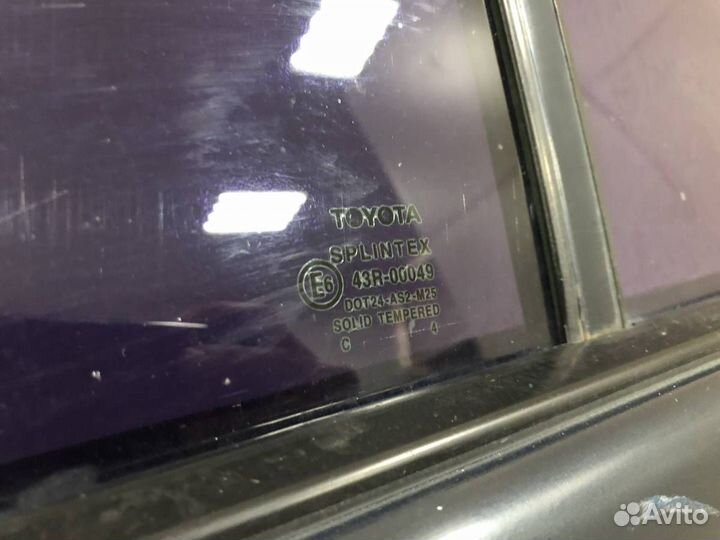 TOYOTA
SPLINTEX
E6 43R-00049
DOT24-AS2-M25
SOLID TEMPERED
C 4
Avito